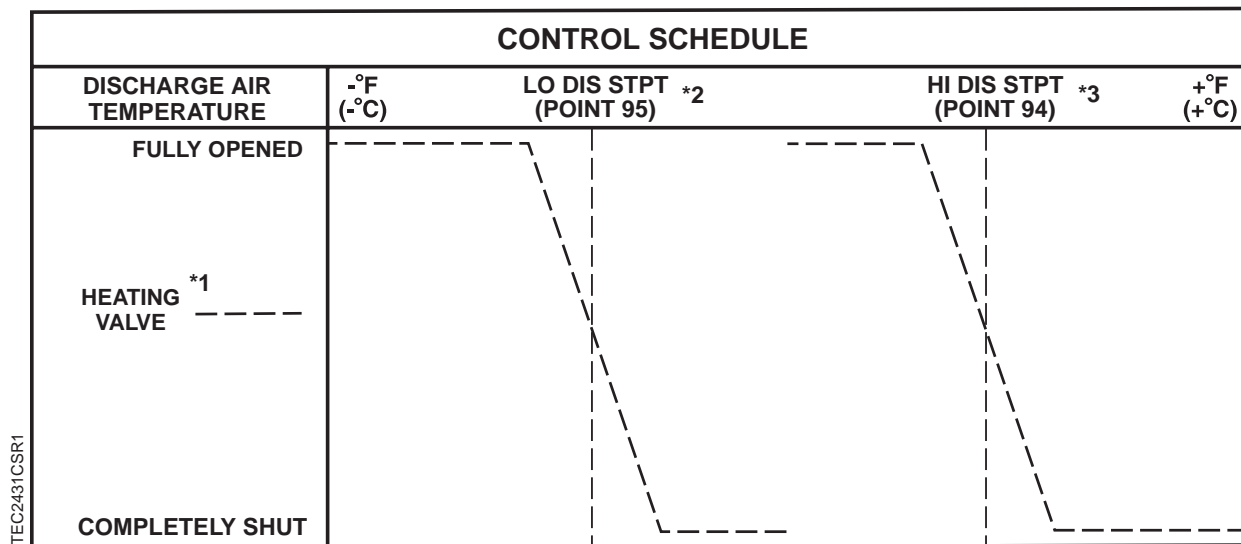 CONTROL SCHEDULE
DISCHARGE AIR
TEMPERATURE
-°F
(-°C)
LO DIS STPT *2
(POINT 95)
HI DIS STPT *3
(POINT 94)
+°F
(+°C)
FULLY OPENED
HEATING *1
VALVE
COMPLETELY SHUT
TEC2431CSR1